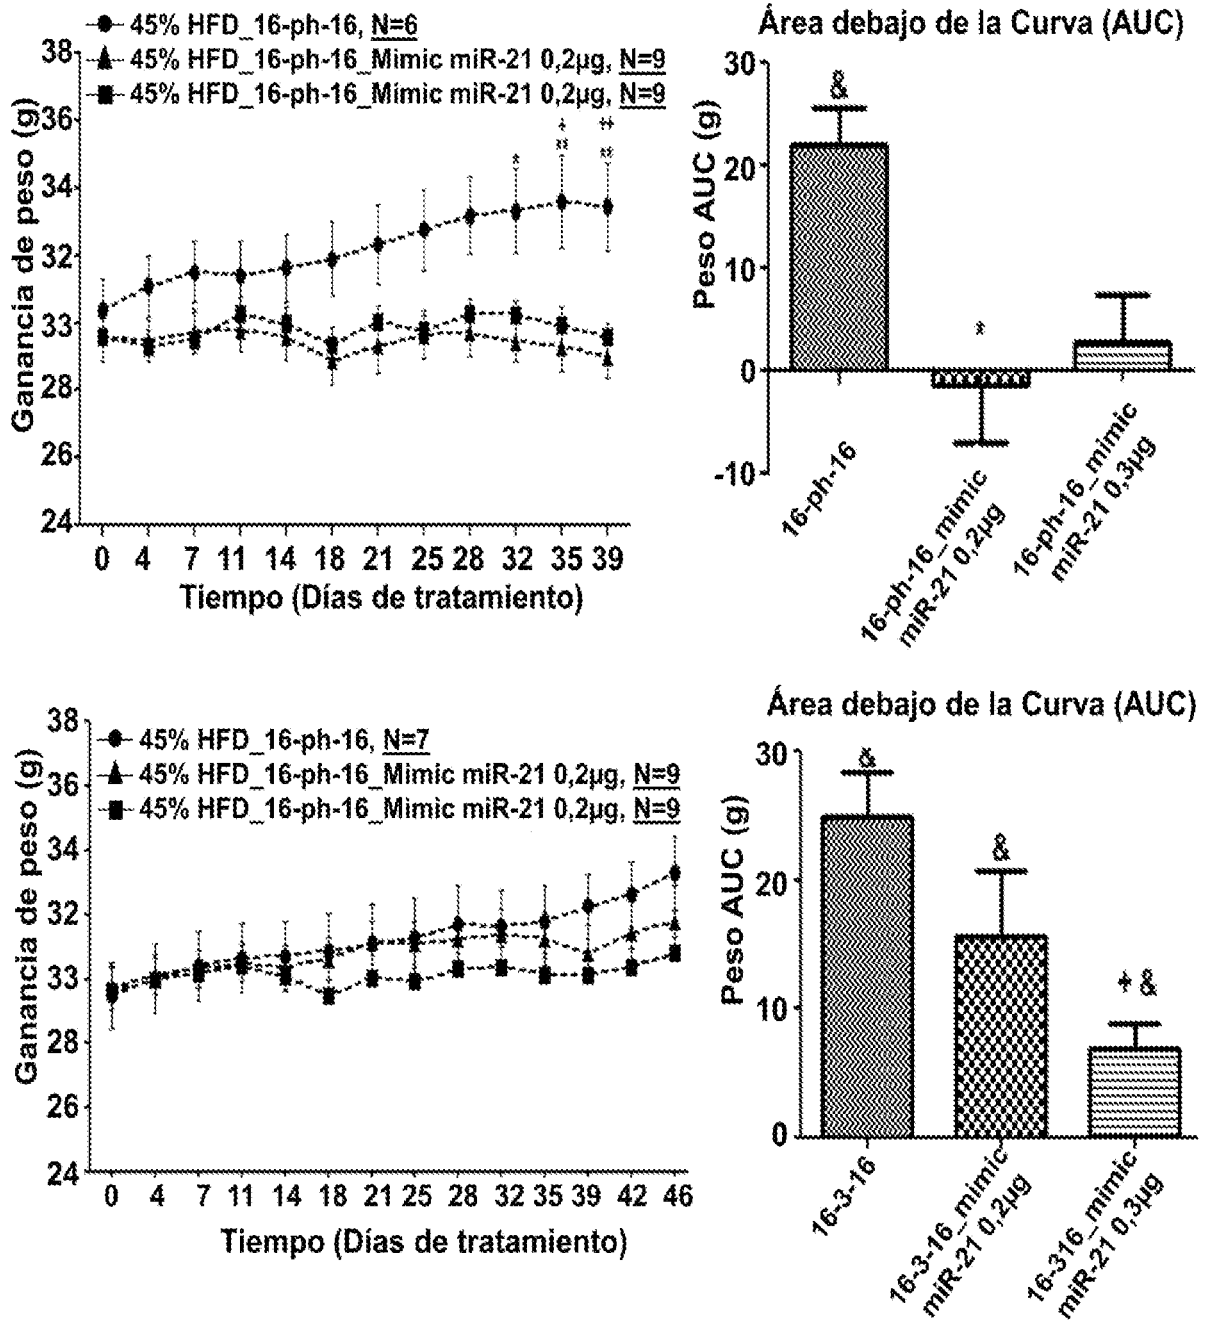 45% HFD_16-ph-16, N=6
45% HFD_16-ph-16_Mimic miR-21 0,2µg, N=9
45% HFD_16-ph-16_Mimic miR-21 0,2µg, N=9
Ganancia de peso (g)
38
36
34
32
33
28
26
24
0 4 7 11 14 18 21 25 28 32 35 39
Tiempo (Días de tratamiento)
Área debajo de la Curva (AUC)
Peso AUC (g)
30
20
10
0
-10
&
16-ph-16
16-ph-16_mimic
miR-21 0,2µg
16-ph-16_mimic
miR-21 0,3µg
45% HFD_16-ph-16, N=7
45% HFD_16-ph-16_Mimic miR-21 0,2µg, N=9
45% HFD_16-ph-16_Mimic miR-21 0,2µg, N=9
Ganancia de peso (g)
38
36
34
32
33
28
26
24
0 4 7 11 14 18 21 25 28 32 35 39 42 46
Tiempo (Días de tratamiento)
Área debajo de la Curva (AUC)
Peso AUC (g)
30
20
10
0
&
&
+ &
16-3-16
16-3-16_mimic
miR-21 0,2µg
16-316_mimic
miR-21 0,3µg